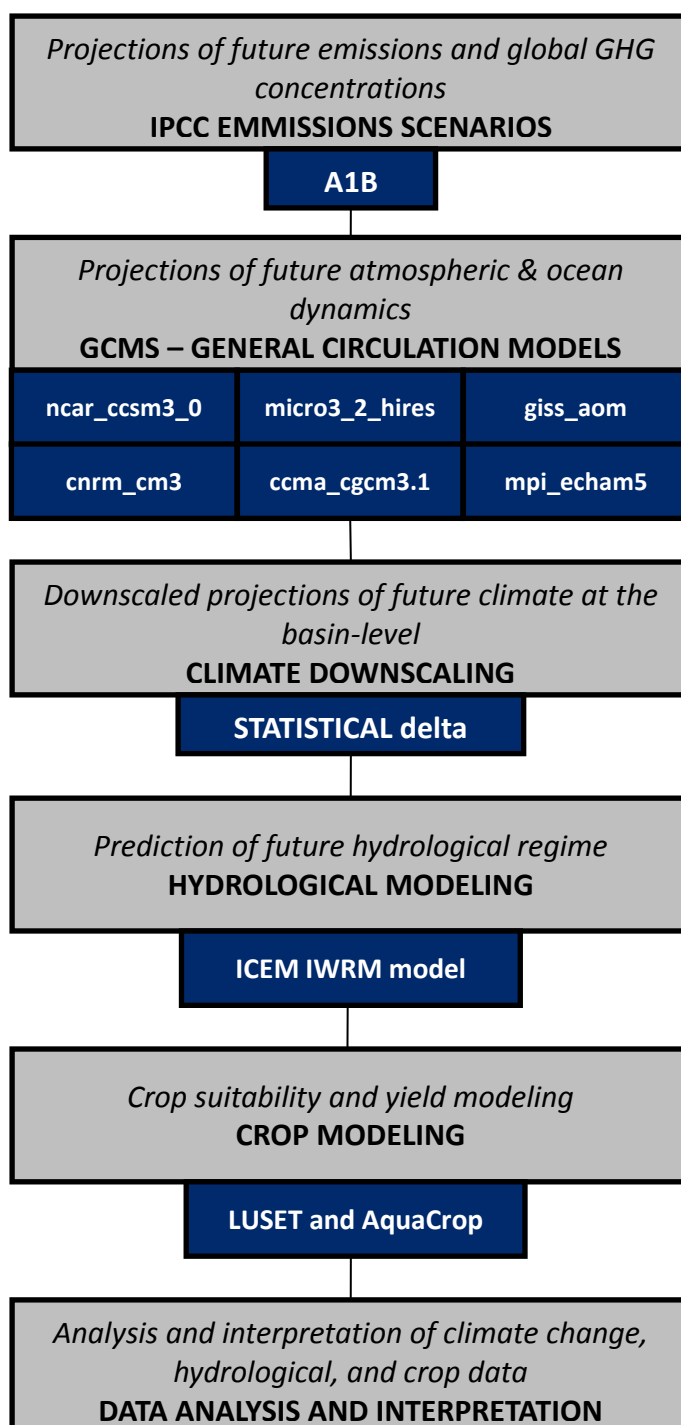 Projections of future emissions and global GHG
concentrations
IPCC EMMISSIONS SCENARIOS
A1B
Projections of future atmospheric & ocean
dynamics
GCMS – GENERAL CIRCULATION MODELS
ncar_ccsm3_0 micro3_2_hires giss_aom
cnrm_cm3 ccma_cgcm3.1 mpi_echam5
Downscaled projections of future climate at the
basin-level
CLIMATE DOWNSCALING
STATISTICAL delta
Prediction of future hydrological regime
HYDROLOGICAL MODELING
ICEM IWRM model
Crop suitability and yield modeling
CROP MODELING
LUSET and AquaCrop
Analysis and interpretation of climate change,
hydrological, and crop data
DATA ANALYSIS AND INTERPRETATION